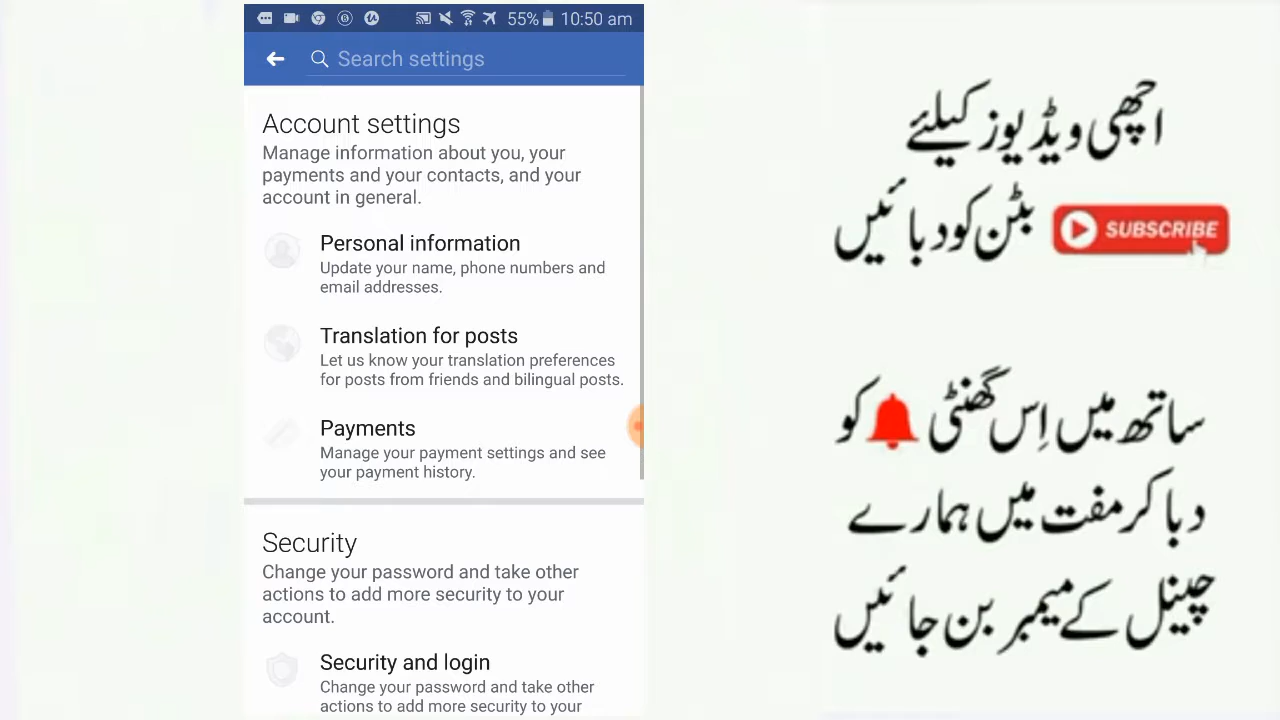 55% 10:50 am
Search settings
Account settings
Manage information about you, your
payments and your contacts, and your
account in general.
Personal information
Update your name, phone numbers and
email addresses.
Translation for posts
Let us know your translation preferences
for posts from friends and bilingual posts.
Payments
Manage your payment settings and see
your payment history.
Security
Change your password and take other
actions to add more security to your
account.
Security and login
Change your password and take other
actions to add more security to your
اچھی ویڈیوز کیلئے
SUBSCRIBE بٹن کو دبائیں
ساتھ میں اِس گھنٹی کو
دبا کر مفت میں ہمارے
چینل کے میمبر بن جائیں